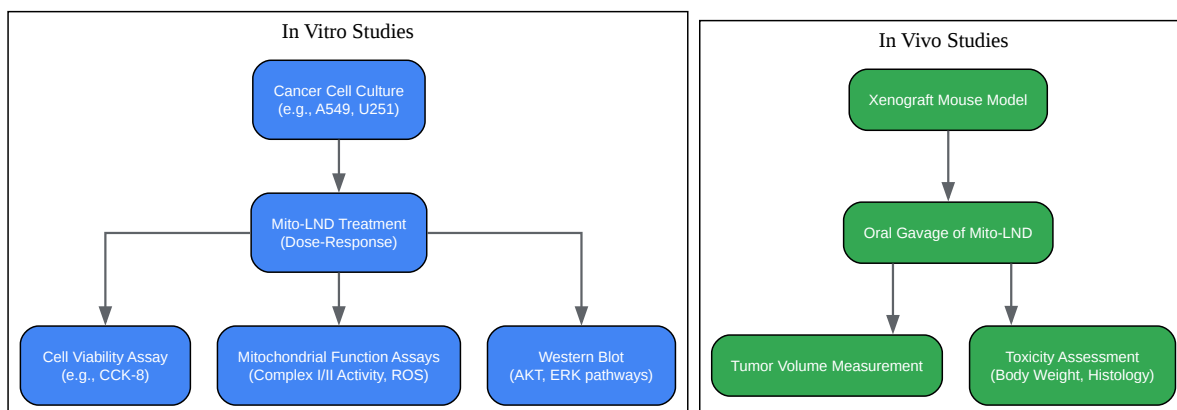 In Vitro Studies
Cancer Cell Culture
(e.g., A549, U251)
Mito-LND Treatment
(Dose-Response)
Cell Viability Assay
(e.g., CCK-8)
Mitochondrial Function Assays
(Complex I/II Activity, ROS)
Western Blot
(AKT, ERK pathways)
In Vivo Studies
Xenograft Mouse Model
Oral Gavage of Mito-LND
Tumor Volume Measurement
Toxicity Assessment
(Body Weight, Histology)